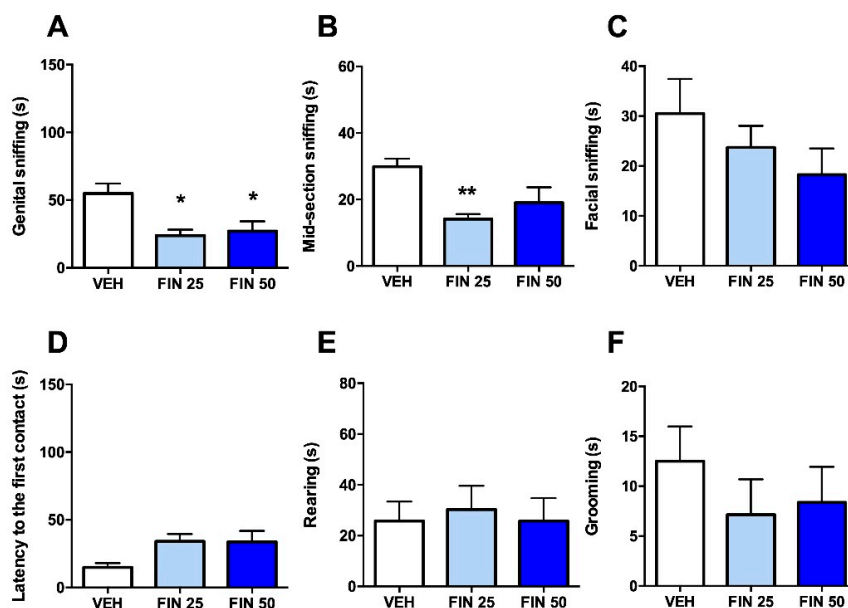 A
Genital sniffing (s)
150
100
50
0
*
*
VEH FIN 25 FIN 50
B
Mid-section sniffing (s)
60
40
20
0
**
VEH FIN 25 FIN 50
C
Facial sniffing (s)
40
30
20
10
0
VEH FIN 25 FIN 50
D
Latency to the first contact (s)
150
100
50
0
VEH FIN 25 FIN 50
E
Rearing (s)
80
60
40
20
0
VEH FIN 25 FIN 50
F
Grooming (s)
20
15
10
5
0
VEH FIN 25 FIN 50